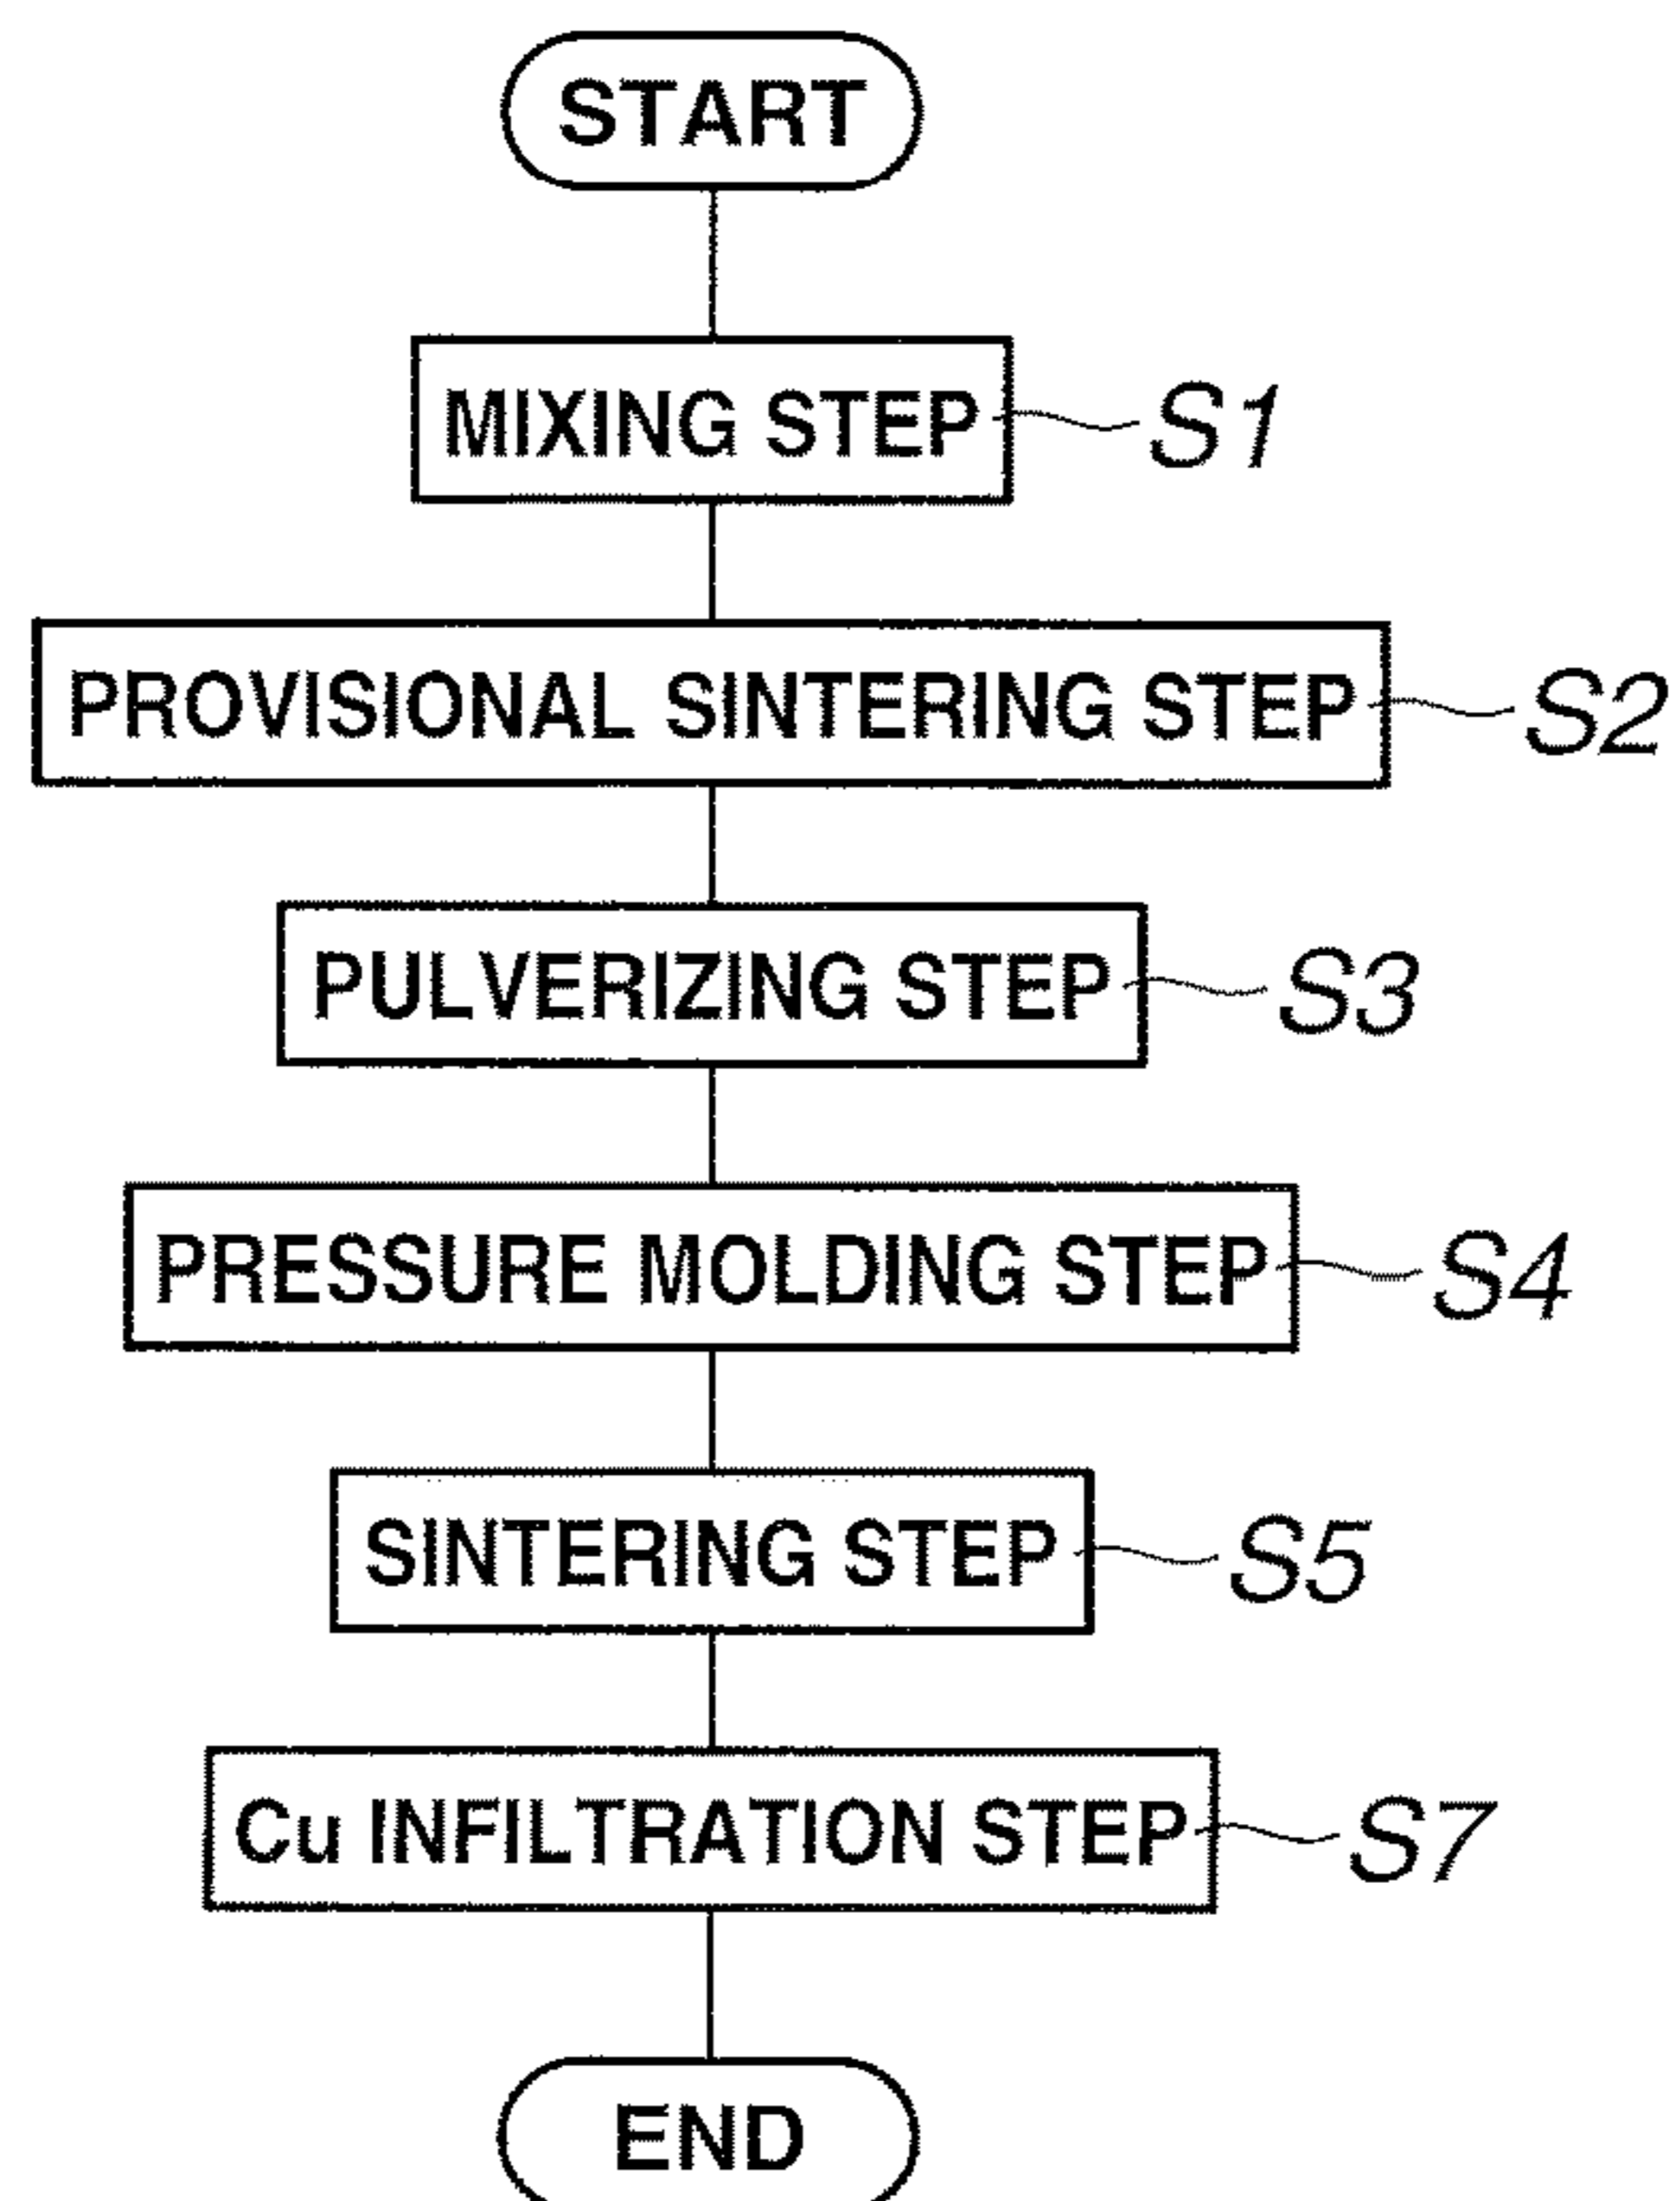 START
MIXING STEP S1
PROVISIONAL SINTERING STEP S2
PULVERIZING STEP S3
PRESSURE MOLDING STEP S4
SINTERING STEP S5
Cu INFILTRATION STEP S7
END